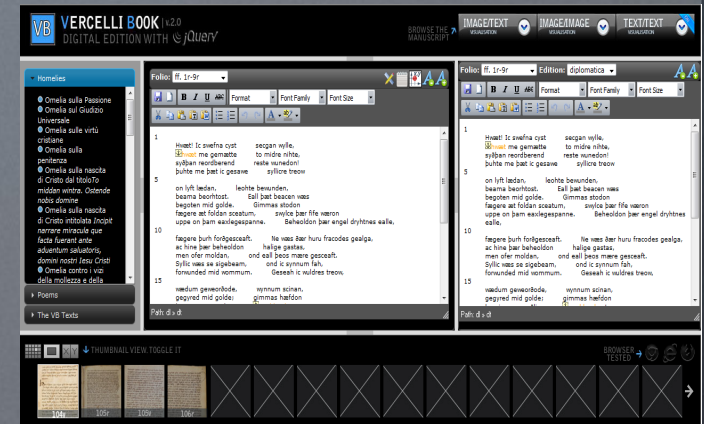 VB
VERCELLI BOOK | v.2.0
DIGITAL EDITION WITH jQuery
BROWSE THE MANUSCRIPT
IMAGE/TEXT
VISUALISATION
IMAGE/IMAGE
VISUALISATION
TEXT/TEXT
VISUALISATION
Homelies
Omelia sulla Passione
Omelia sul Giudizio
Universale
Omelie sulle virtù
cristiane
Omelia sulla
penitenza
Omelia sulla nascita
di Cristo dal titoloTo
middan wintra. Ostende
nobis domine
Omelia sulla nascita
di Cristo intitolata Incipit
narrare miracula que
facta fuerant ante
aduentum saluatoris,
domini nostri Iesu Cristi
Omelia contro i vizi
della mollezza e della
Poems
The VB Texts
Folio: ff. 1r-9r
B I U ABC Format Font Family Font Size
1
Hwæt! Ic swefna cyst secgan wylle,
hwæt me gemætte to midre nihte,
syðþan reordberend reste wunedon!
þuhte me þæt ic gesawe syllicre treow
5
on lyft lædan, leohte bewunden,
beama beorhtost. Eall þæt beacen wæs
begoten mid golde. Gimmas stodon
fægere æt foldan sceatum, swylce þær fife wæron
uppe on þam eaxlegespanne. Beheoldon þær engel dryhtnes ealle,
10
fægere þurh forðgesceaft. Ne wæs ðær huru fracodes gealga,
ac hine þær beheoldon halige gastas,
men ofer moldan, ond eall þeos mære gesceaft.
Syllic wæs se sigebeam, ond ic synnum fah,
forwunded mid wommum. Geseah ic wuldres treow,
15
wædum geweorðode, wynnum scinan,
gegyred mid golde; gimmas hæfdon
Path: dl » dt
Folio: ff. 1r-9r Edition: diplomatica
B I U ABC Format Font Family Font Size
1
Hwæt! Ic swefna cyst secgan wylle,
hwæt me gemætte to midre nihte,
syðþan reordberend reste wunedon!
þuhte me þæt ic gesawe syllicre treow
5
on lyft lædan, leohte bewunden,
beama beorhtost. Eall þæt beacen wæs
begoten mid golde. Gimmas stodon
fægere æt foldan sceatum, swylce þær fife wæron
uppe on þam eaxlegespanne. Beheoldon þær engel dryhtnes
ealle,
10
fægere þurh forðgesceaft. Ne wæs ðær huru fracodes gealga,
ac hine þær beheoldon halige gastas,
men ofer moldan, ond eall þeos mære gesceaft.
Syllic wæs se sigebeam, ond ic synnum fah,
forwunded mid wommum. Geseah ic wuldres treow,
15
wædum geweorðode, wynnum scinan,
gegyred mid golde; gimmas hæfdon
Path: dl » dt
THUMBNAIL VIEW. TOGGLE IT
BROWSER TESTED
104v
105r
105v
106r